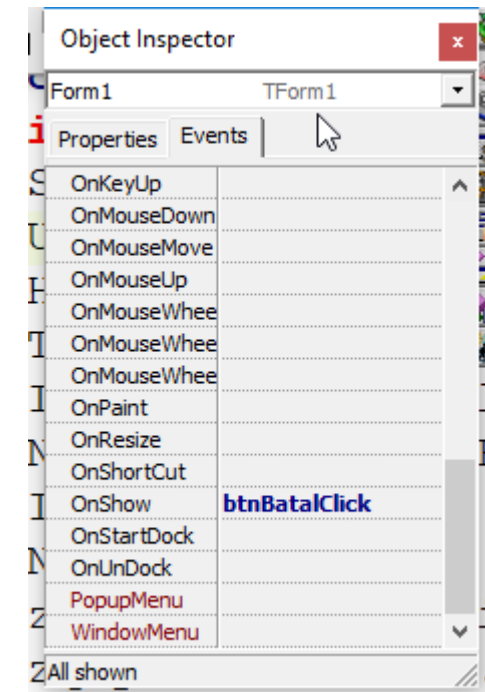 Object Inspector
Form1 TForm1
Properties Events
OnKeyUp
OnMouseDown
OnMouseMove
OnMouseUp
OnMouseWhee
OnMouseWhee
OnMouseWhee
OnPaint
OnResize
OnShortCut
OnShow btnBatalClick
OnStartDock
OnUnDock
PopupMenu
WindowMenu
All shown